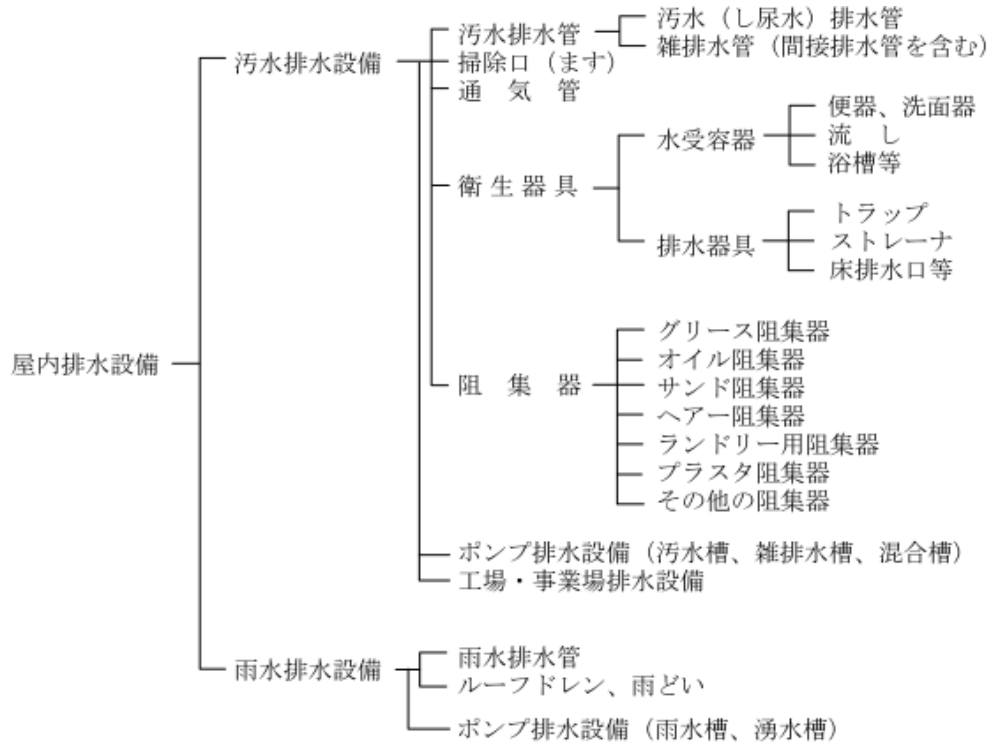 屋内排水設備
汚水排水設備
汚水排水管
汚水（し尿水）排水管
雑排水管（間接排水管を含む）
掃除口（ます）
通　気　管
衛 生 器 具
水受容器
便器、洗面器
流　し
浴槽等
排水器具
トラップ
ストレーナ
床排水口等
阻　集　器
グリース阻集器
オイル阻集器
サンド阻集器
ヘアー阻集器
ランドリー用阻集器
プラスタ阻集器
その他の阻集器
ポンプ排水設備（汚水槽、雑排水槽、混合槽）
工場・事業場排水設備
雨水排水設備
雨水排水管
ルーフドレン、雨どい
ポンプ排水設備（雨水槽、湧水槽）